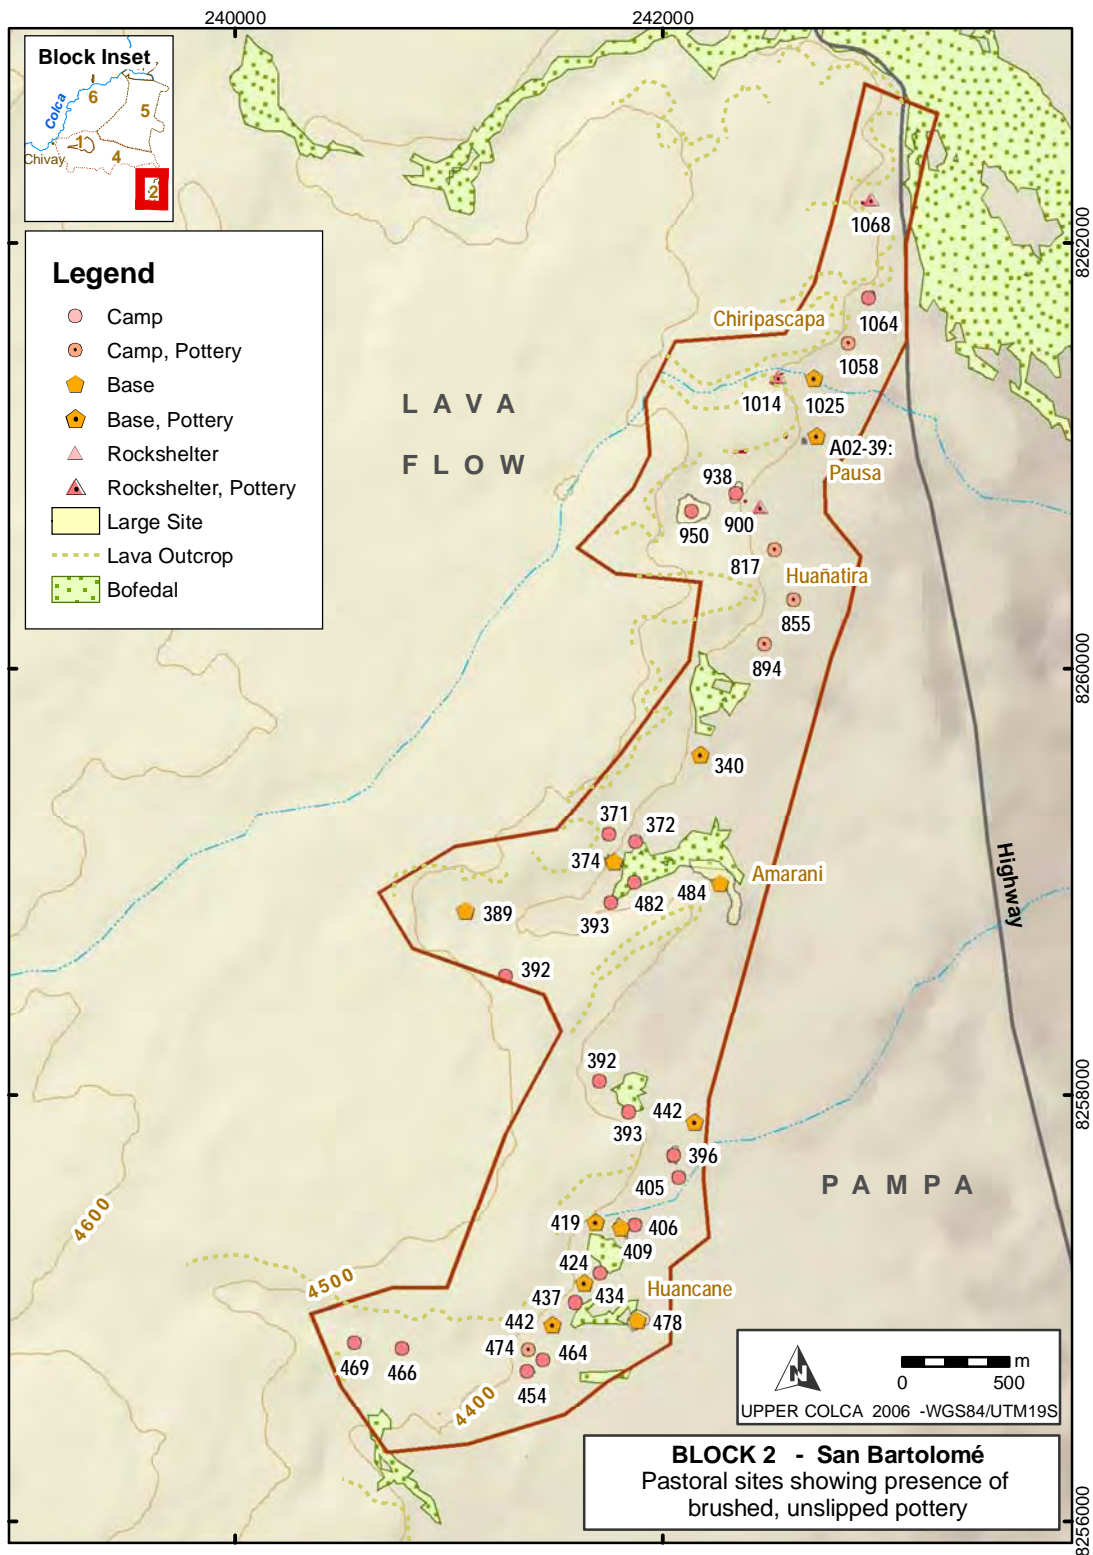 240000
242000
Block Inset
6
5
Colca
1
4
Chivay
2
Legend
Camp
Camp, Pottery
Base
Base, Pottery
Rockshelter
Rockshelter, Pottery
Large Site
Lava Outcrop
Bofedal
1068
8262000
1064
Chiripascapa
1058
LAVA
FLOW
1014
1025
A02-39:
Pausa
938
950
900
817
Huañatira
855
894
8260000
340
371
372
374
Amarani
484
482
393
389
392
Highway
392
393
442
8258000
396
405
PAMPA
4600
419
406
409
424
4500
434
Huancane
437
442
478
474
464
469
466
454
4400
N
m
0
500
UPPER COLCA 2006 -WGS84/UTM19S
BLOCK 2 - San Bartolomé
Pastoral sites showing presence of
brushed, unslipped pottery
8256000